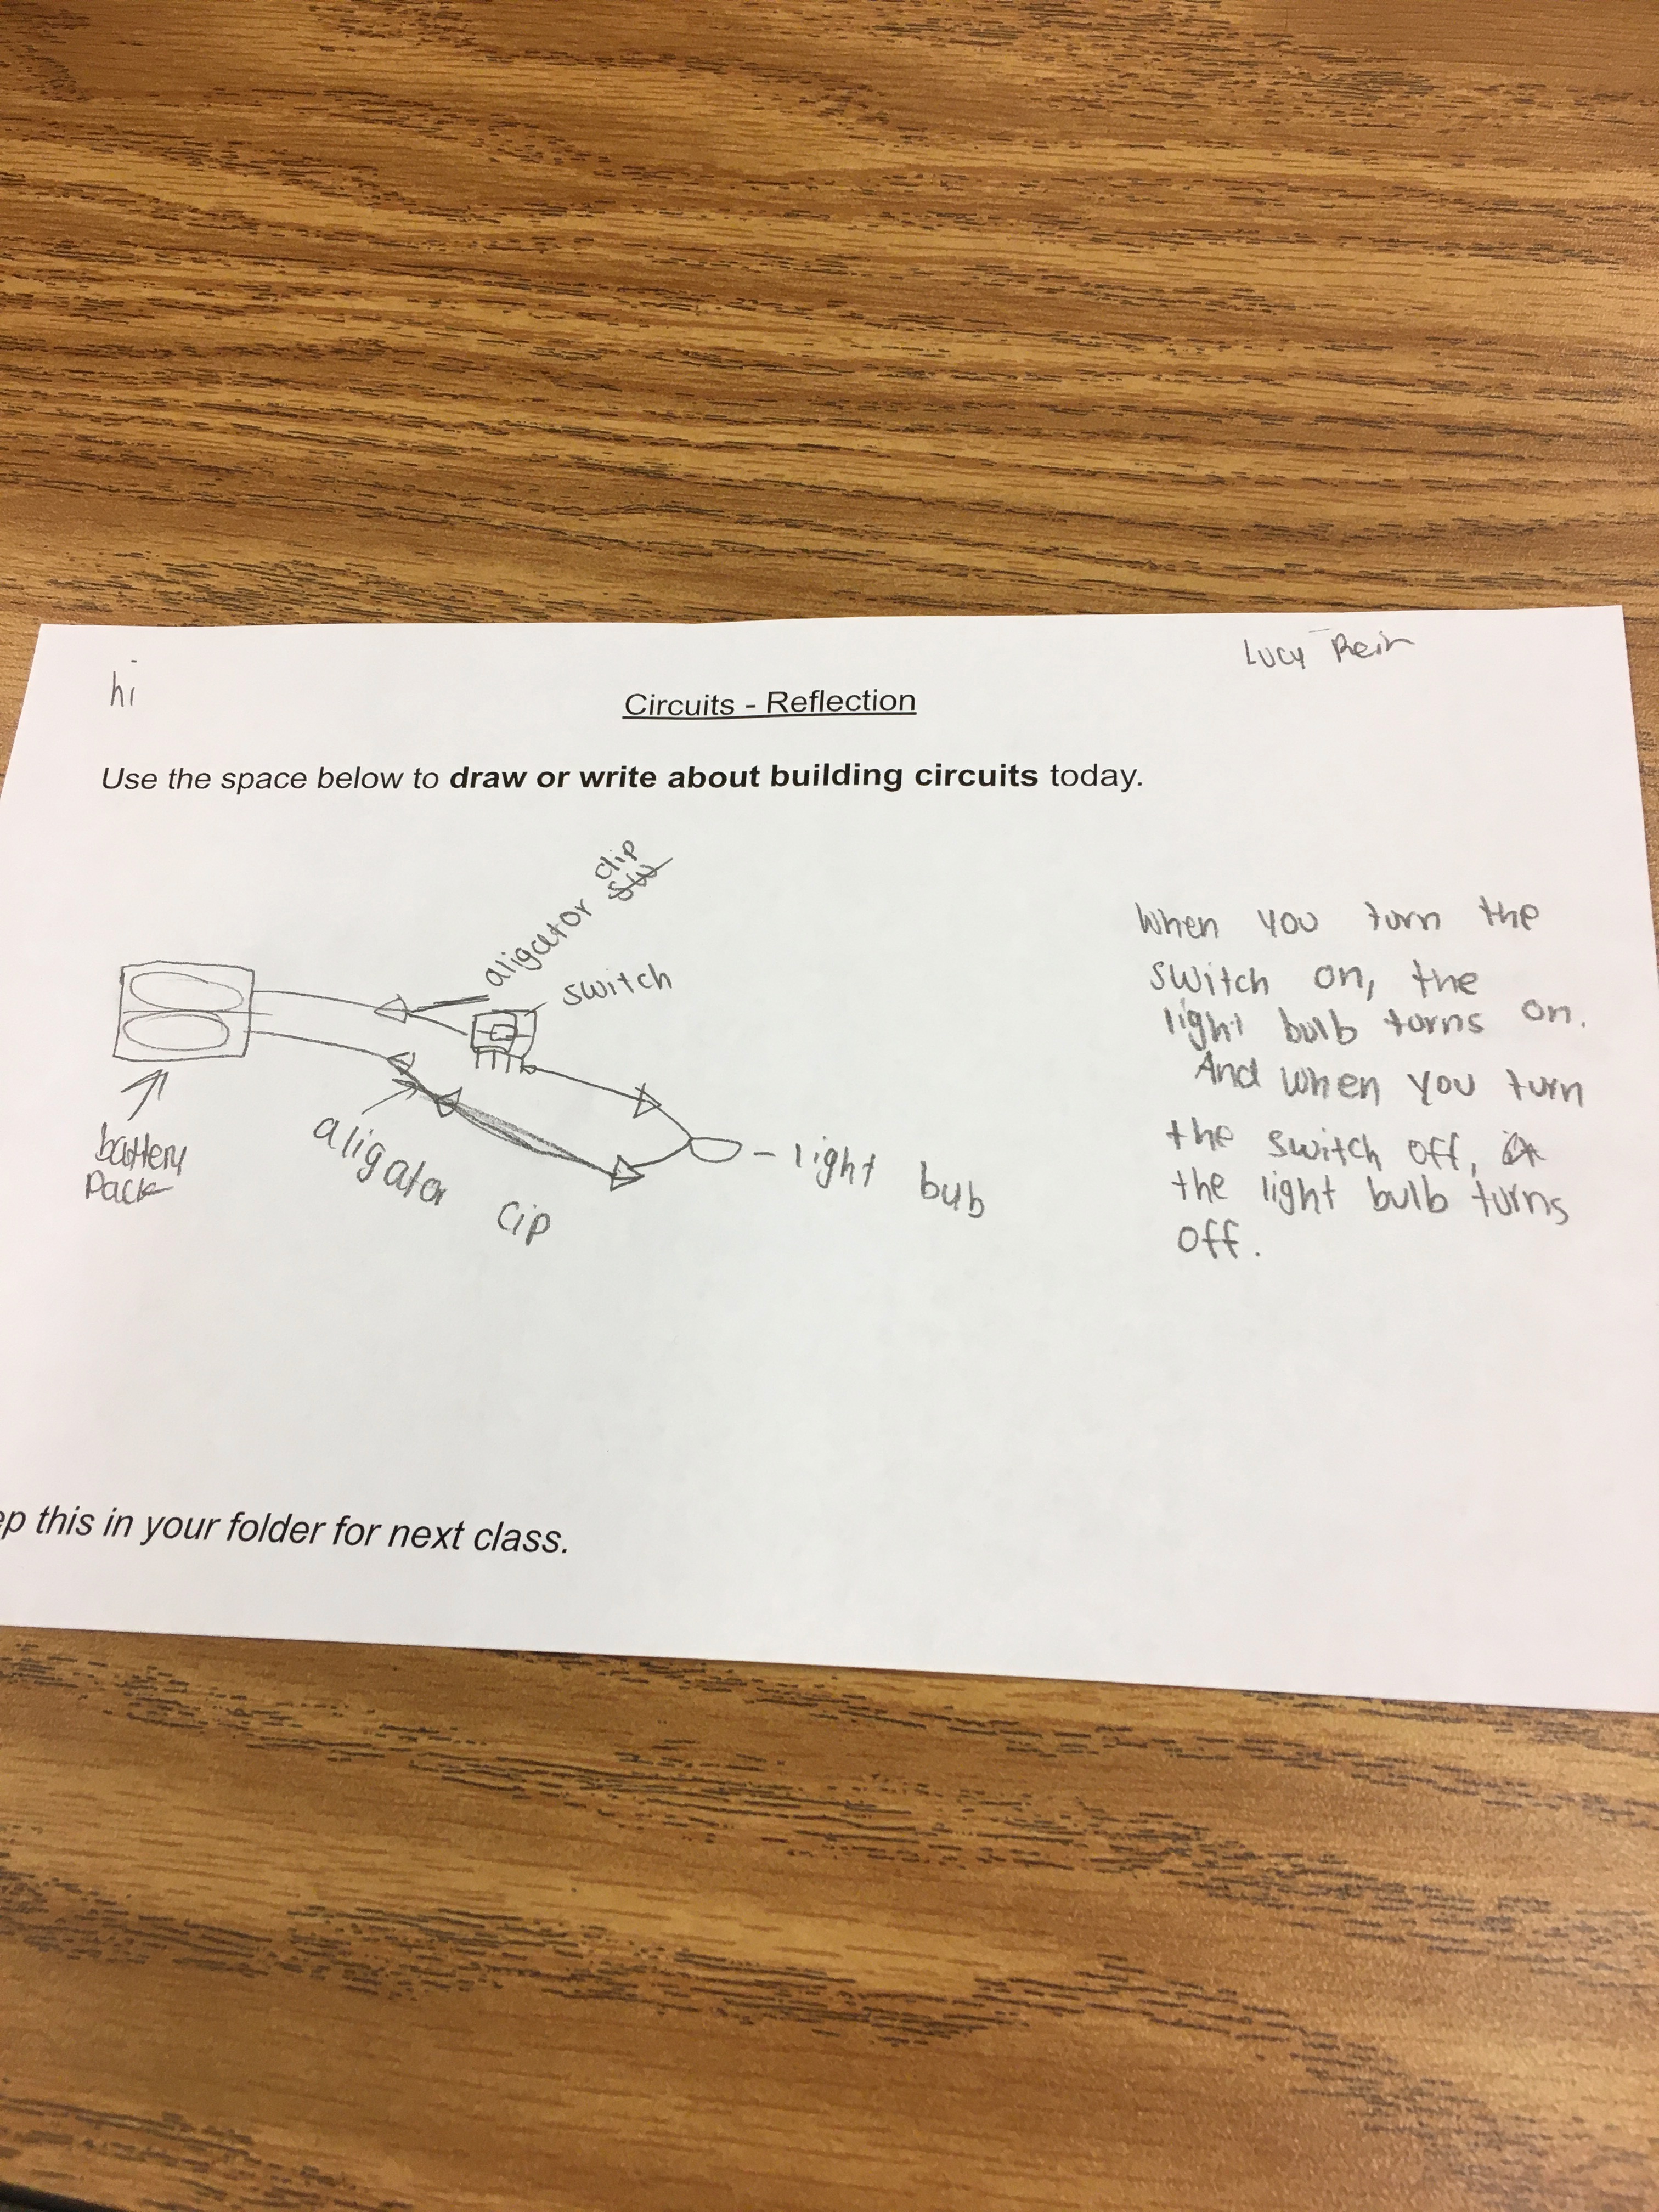 hi
Lucy
Circuits - Reflection
Use the space below to draw or write about building circuits today.
clip
aligator
switch
battery
pack
aligator cip
light bub
When you turn the
switch on, the
light bulb turns on.
And when you turn
the switch off,
the light bulb turns
off.
ep this in your folder for next class.